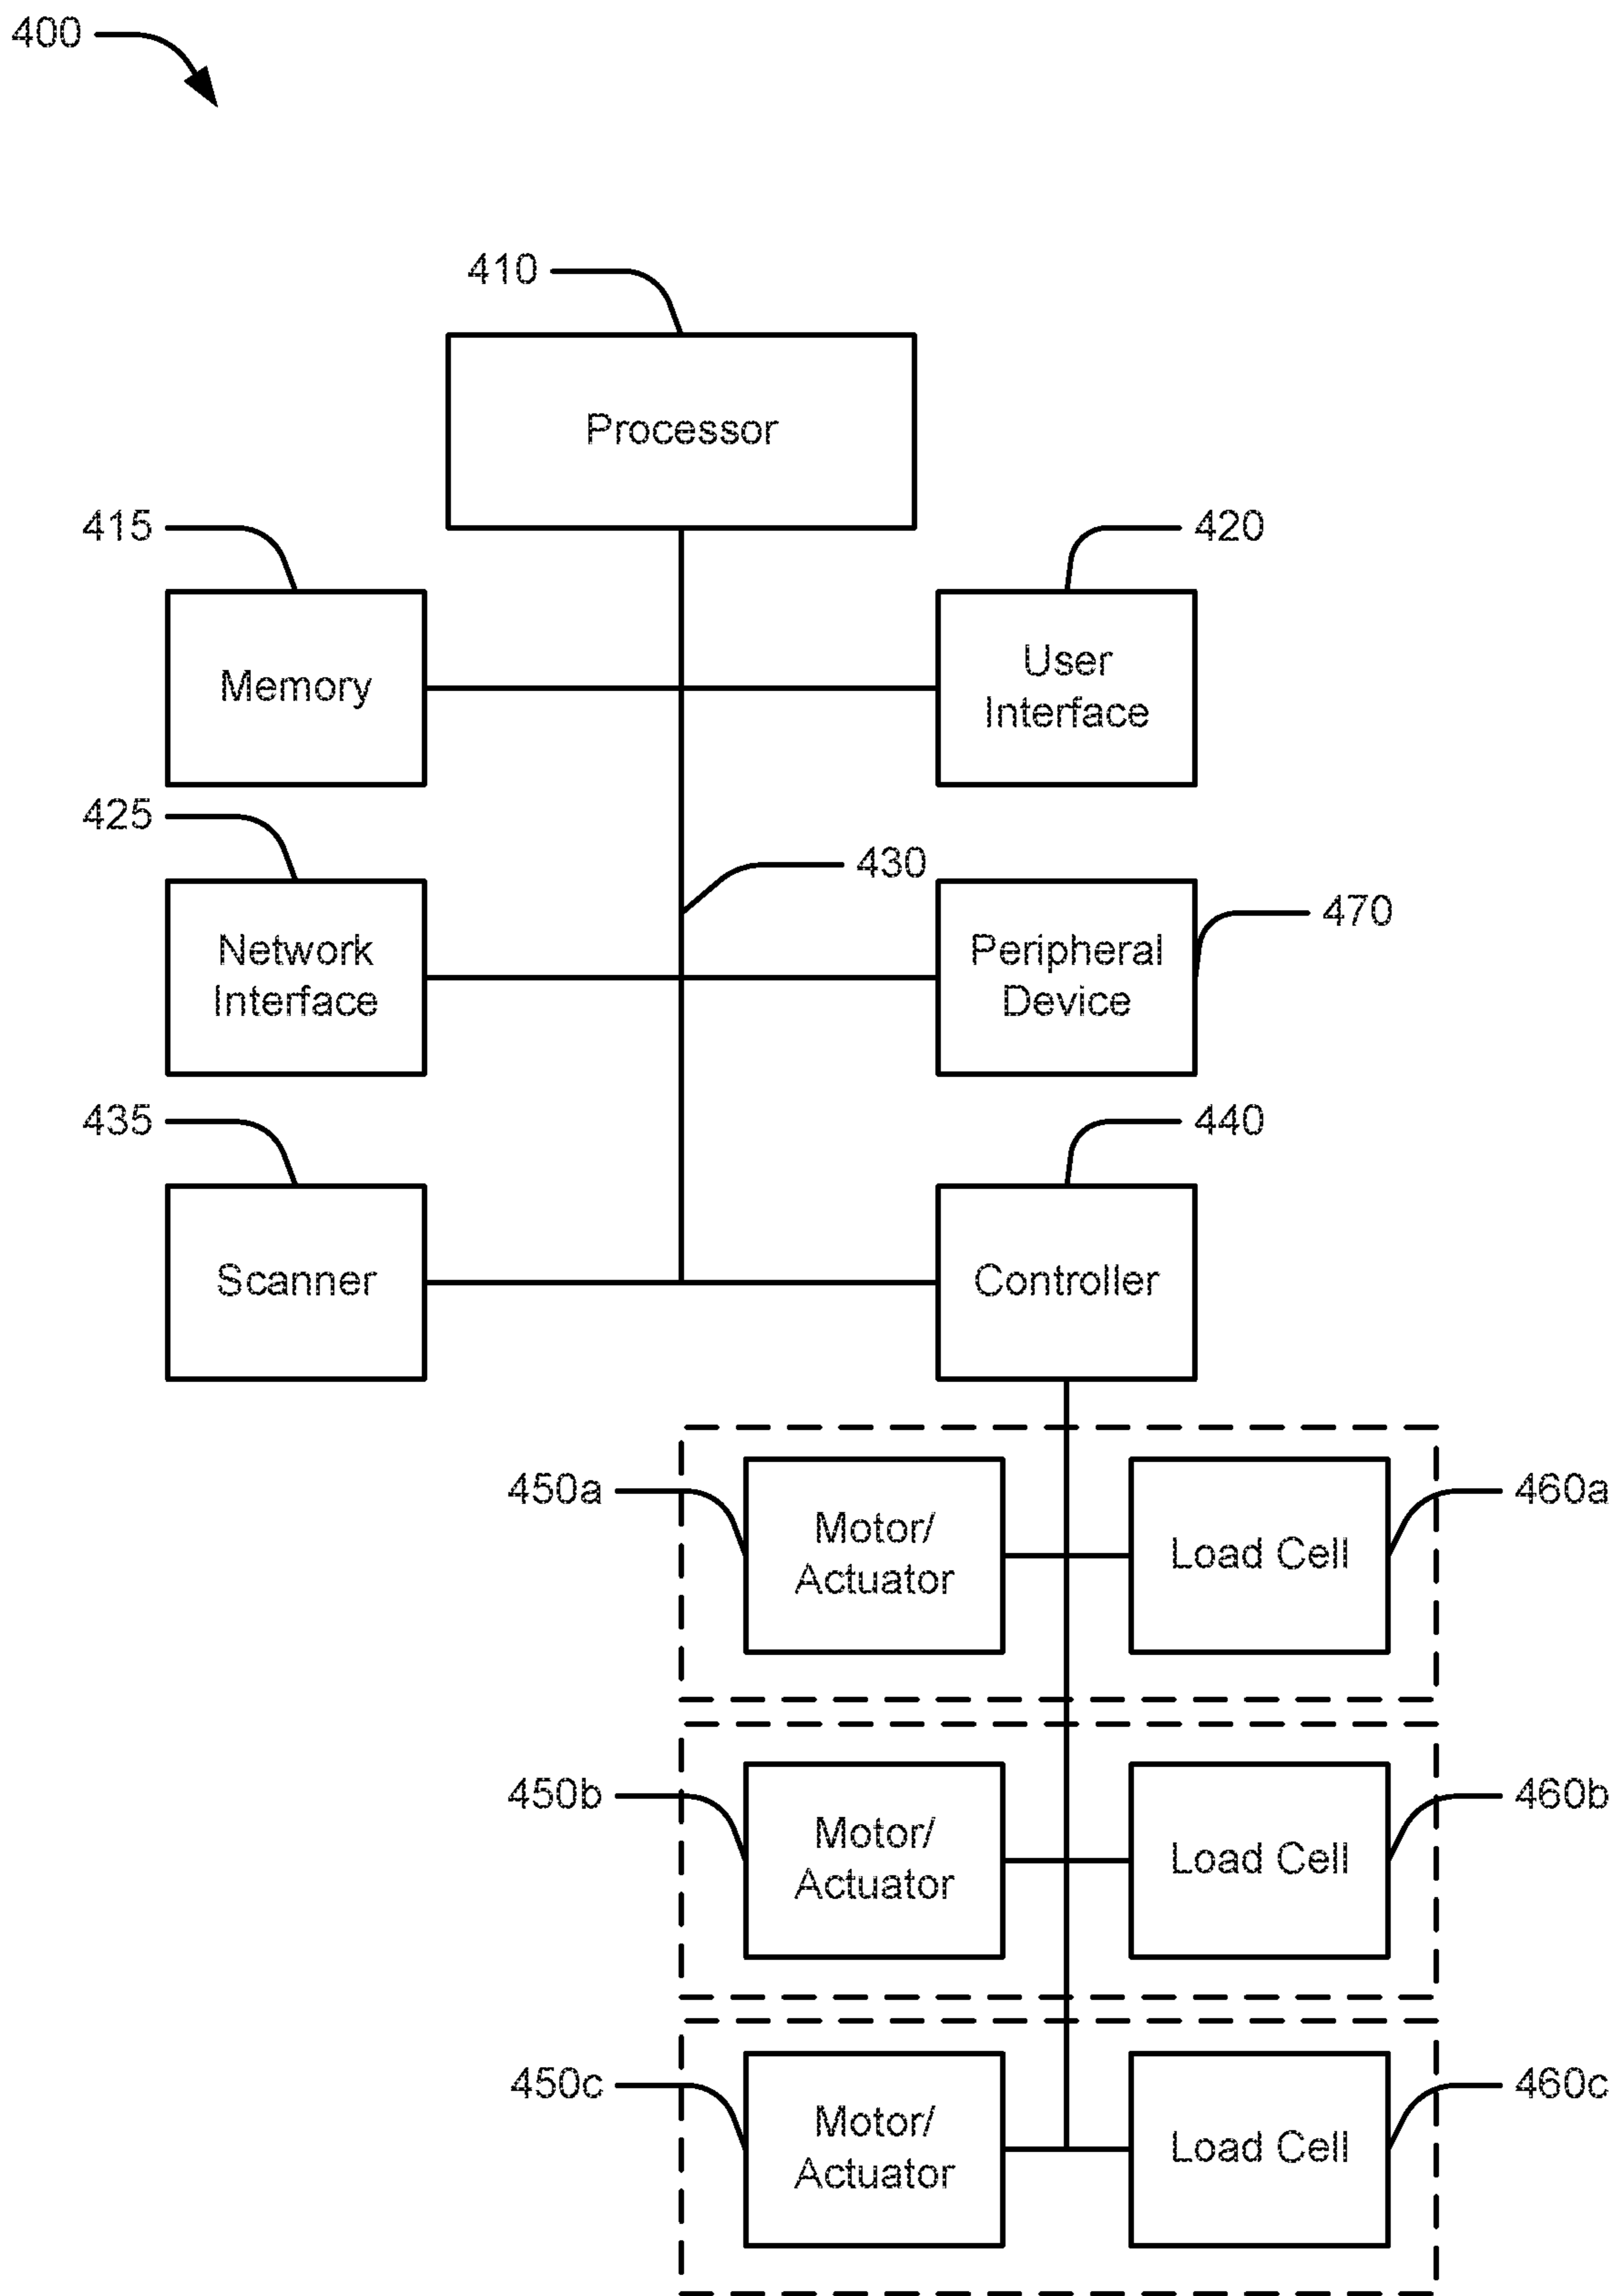 400
410
Processor
415
420
Memory
User
Interface
425
430
470
Network
Interface
Peripheral
Device
435
440
Scanner
Controller
450a
460a
Motor/
Actuator
Load Cell
450b
460b
Motor/
Actuator
Load Cell
450c
460c
Motor/
Actuator
Load Cell